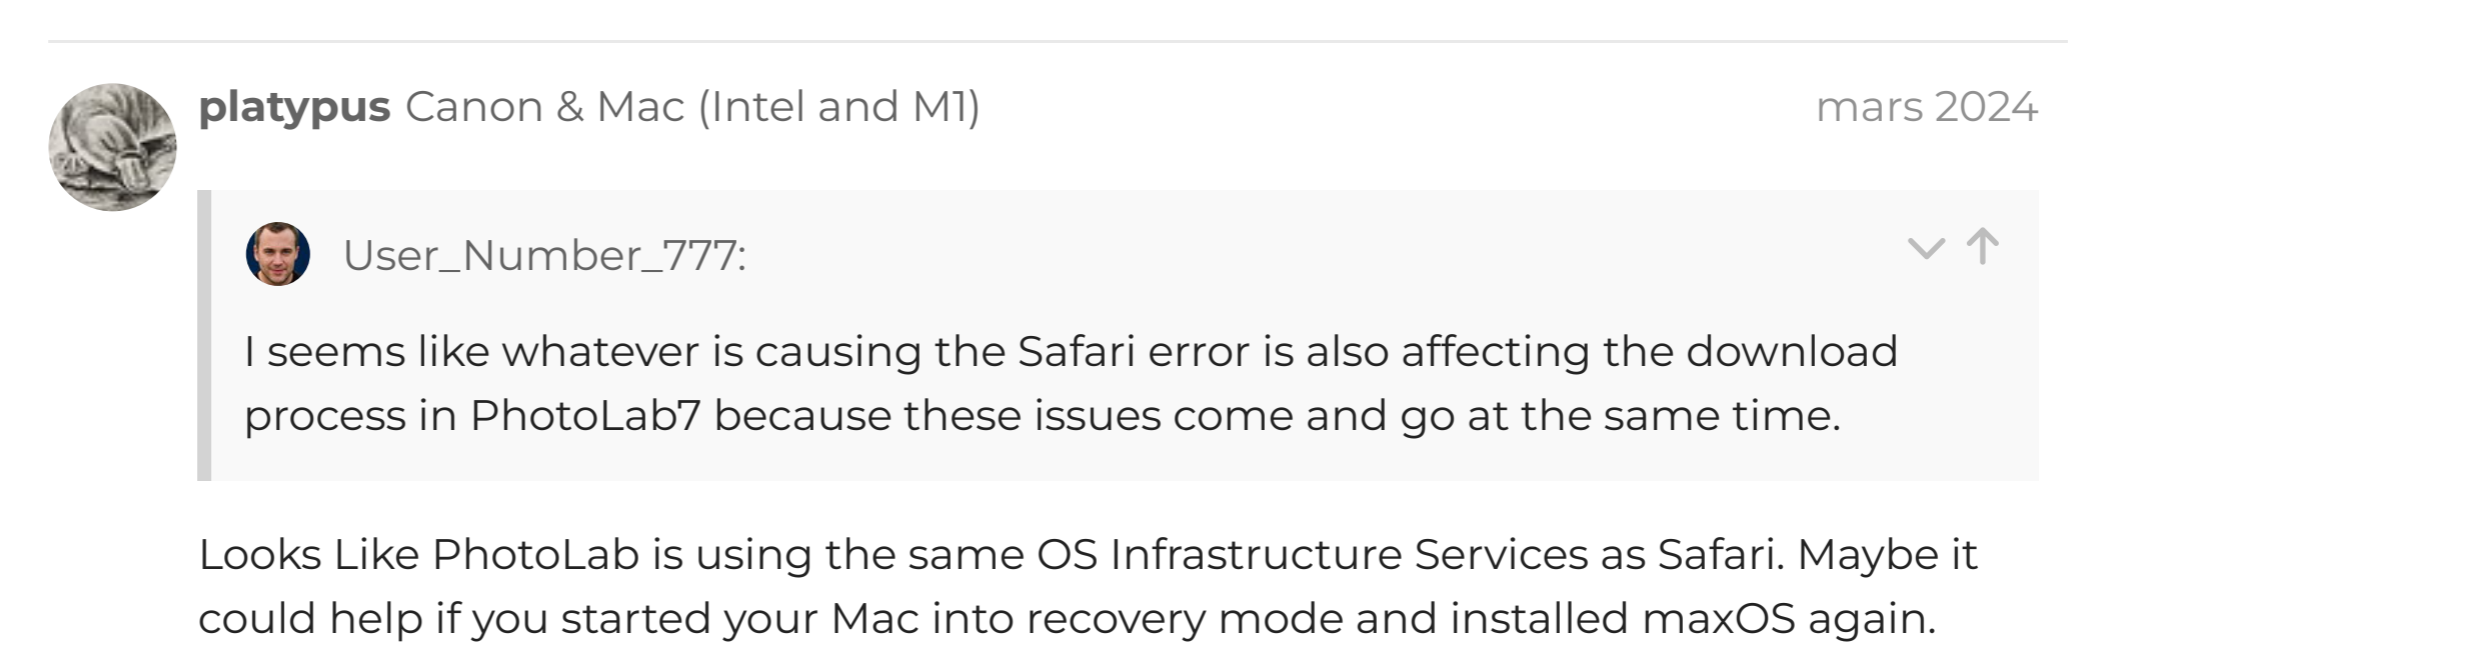 platypus Canon & Mac (Intel and M1) mars 2024
User_Number_777:
I seems like whatever is causing the Safari error is also affecting the download
process in PhotoLab7 because these issues come and go at the same time.
Looks Like PhotoLab is using the same OS Infrastructure Services as Safari. Maybe it
could help if you started your Mac into recovery mode and installed maxOS again.